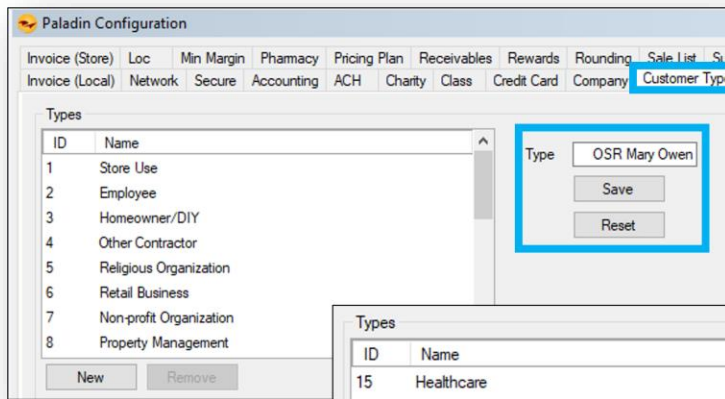 Paladin Configuration
Invoice (Store) Loc Min Margin Pharmacy Pricing Plan Receivables Rewards Rounding Sale List
Invoice (Local) Network Secure Accounting ACH Charity Class Credit Card Company Customer Type
Types
ID Name
1 Store Use
2 Employee
3 Homeowner/DIY
4 Other Contractor
5 Religious Organization
6 Retail Business
7 Non-profit Organization
8 Property Management
New Remove
Type OSR Mary Owen
Save
Reset
Types
ID Name
15 Healthcare